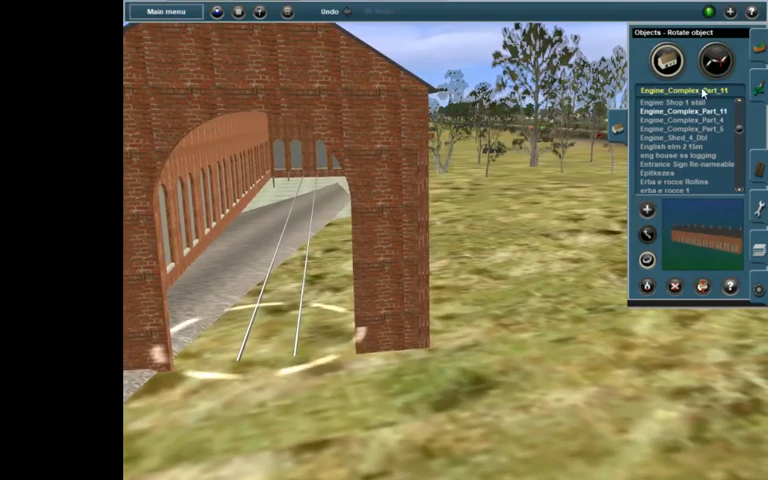 Main menu
Undo
Objects - Rotate object
Engine_Complex_Part_11
Engine Shop 1 stall
Engine_Complex_Part_11
Engine_Complex_Part_4
Engine_Complex_Part_5
Engine_Shed_4_Dbl
English elm 2 15m
eng house ss logging
Entrance Sign Re-nameable
Epitkezes
Erba e rocce Rollins
erba e rocce 1